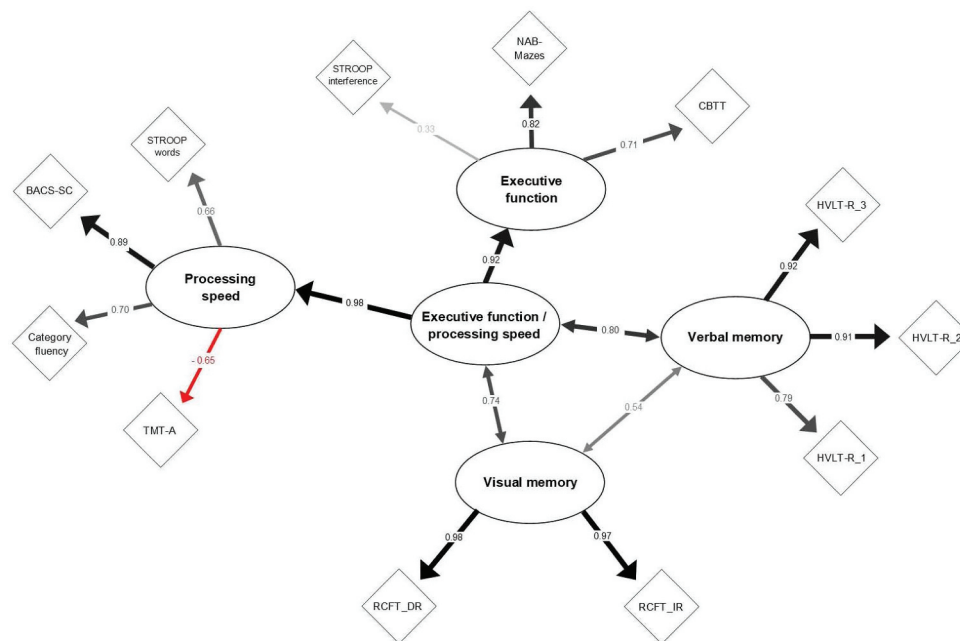 NAB-
Mazes
STROOP
interference
CBTT
0.33
0.82
0.71
STROOP
words
Executive
function
BACS-SC
HVLT-R_3
0.66
0.89
0.92
0.92
Processing
speed
0.98
0.70
Executive function /
processing speed
0.80
Verbal memory
0.91
HVLT-R_2
Category
fluency
- 0.65
0.74
0.54
0.79
TMT-A
HVLT-R_1
Visual memory
0.98
0.97
RCFT_DR
RCFT_IR